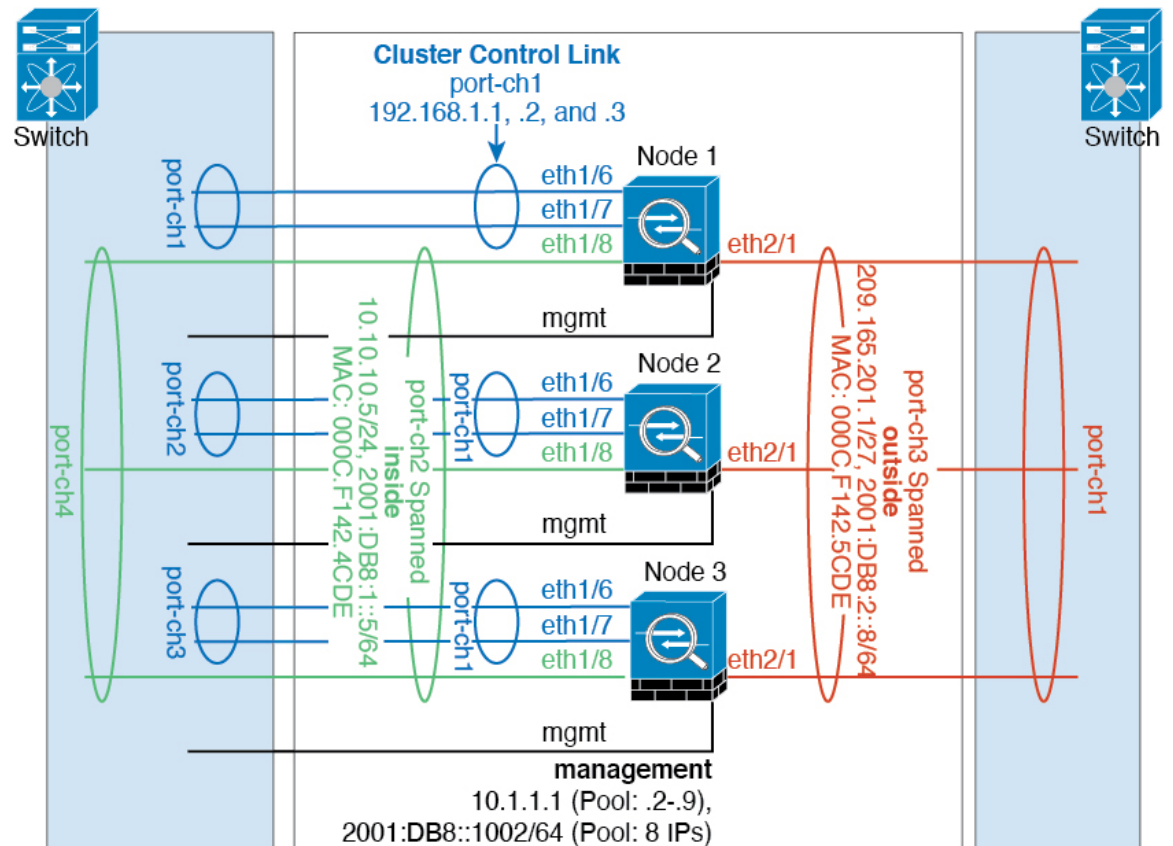 Cluster Control Link
port-ch1
192.168.1.1, .2, and .3
Switch
Switch
Node 1
port-ch1
eth1/6
eth1/7
eth1/8
eth2/1
mgmt
Node 2
port-ch2
port-ch1
eth1/6
eth1/7
eth1/8
eth2/1
mgmt
Node 3
port-ch3
port-ch1
eth1/6
eth1/7
eth1/8
eth2/1
mgmt
port-ch4
port-ch2 Spanned
inside
10.10.10.5/24, 2001:DB8:1::5/64
MAC: 000C.F142.4CDE
port-ch3 Spanned
outside
209.165.201.1/27, 2001:DB8:2::8/64
MAC: 000C.F142.5CDE
port-ch1
management
10.1.1.1 (Pool: .2-.9),
2001:DB8::1002/64 (Pool: 8 IPs)